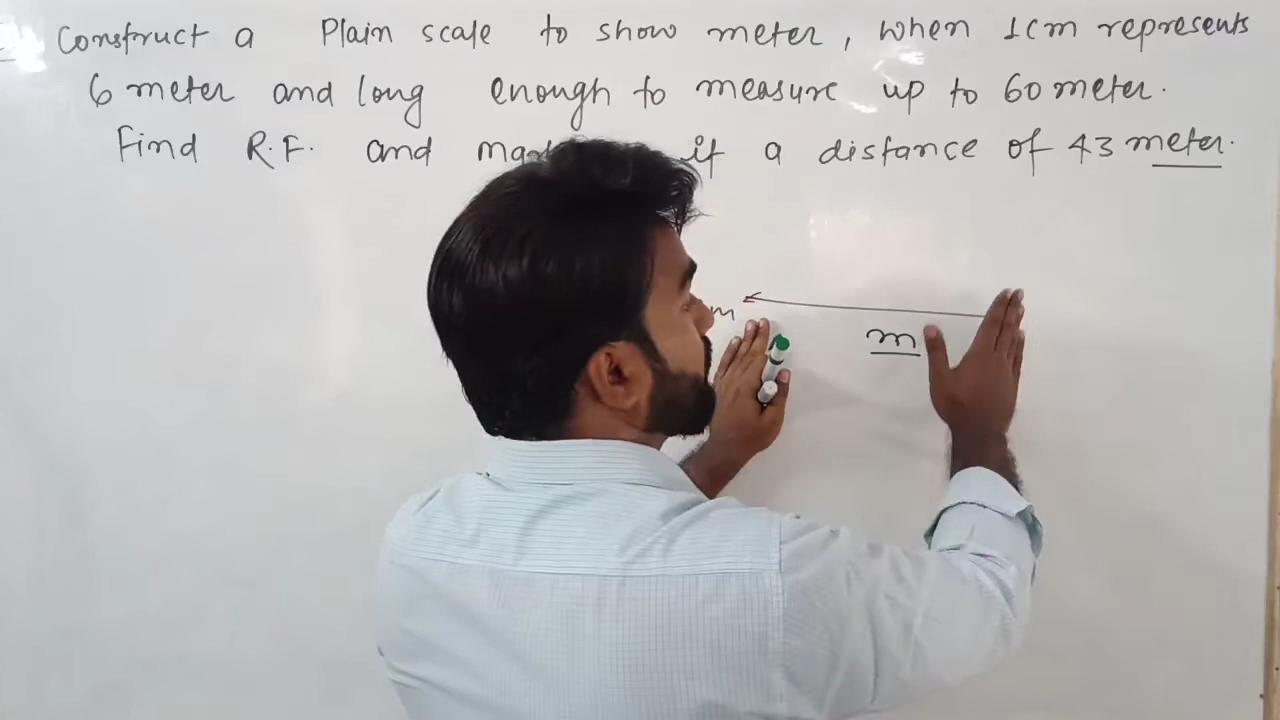 Construct a Plain scale to show meter, when 1cm represents
6 meter and long enough to measure up to 60 meter.
Find R.F. and if a distance of 43 meter.
m
m